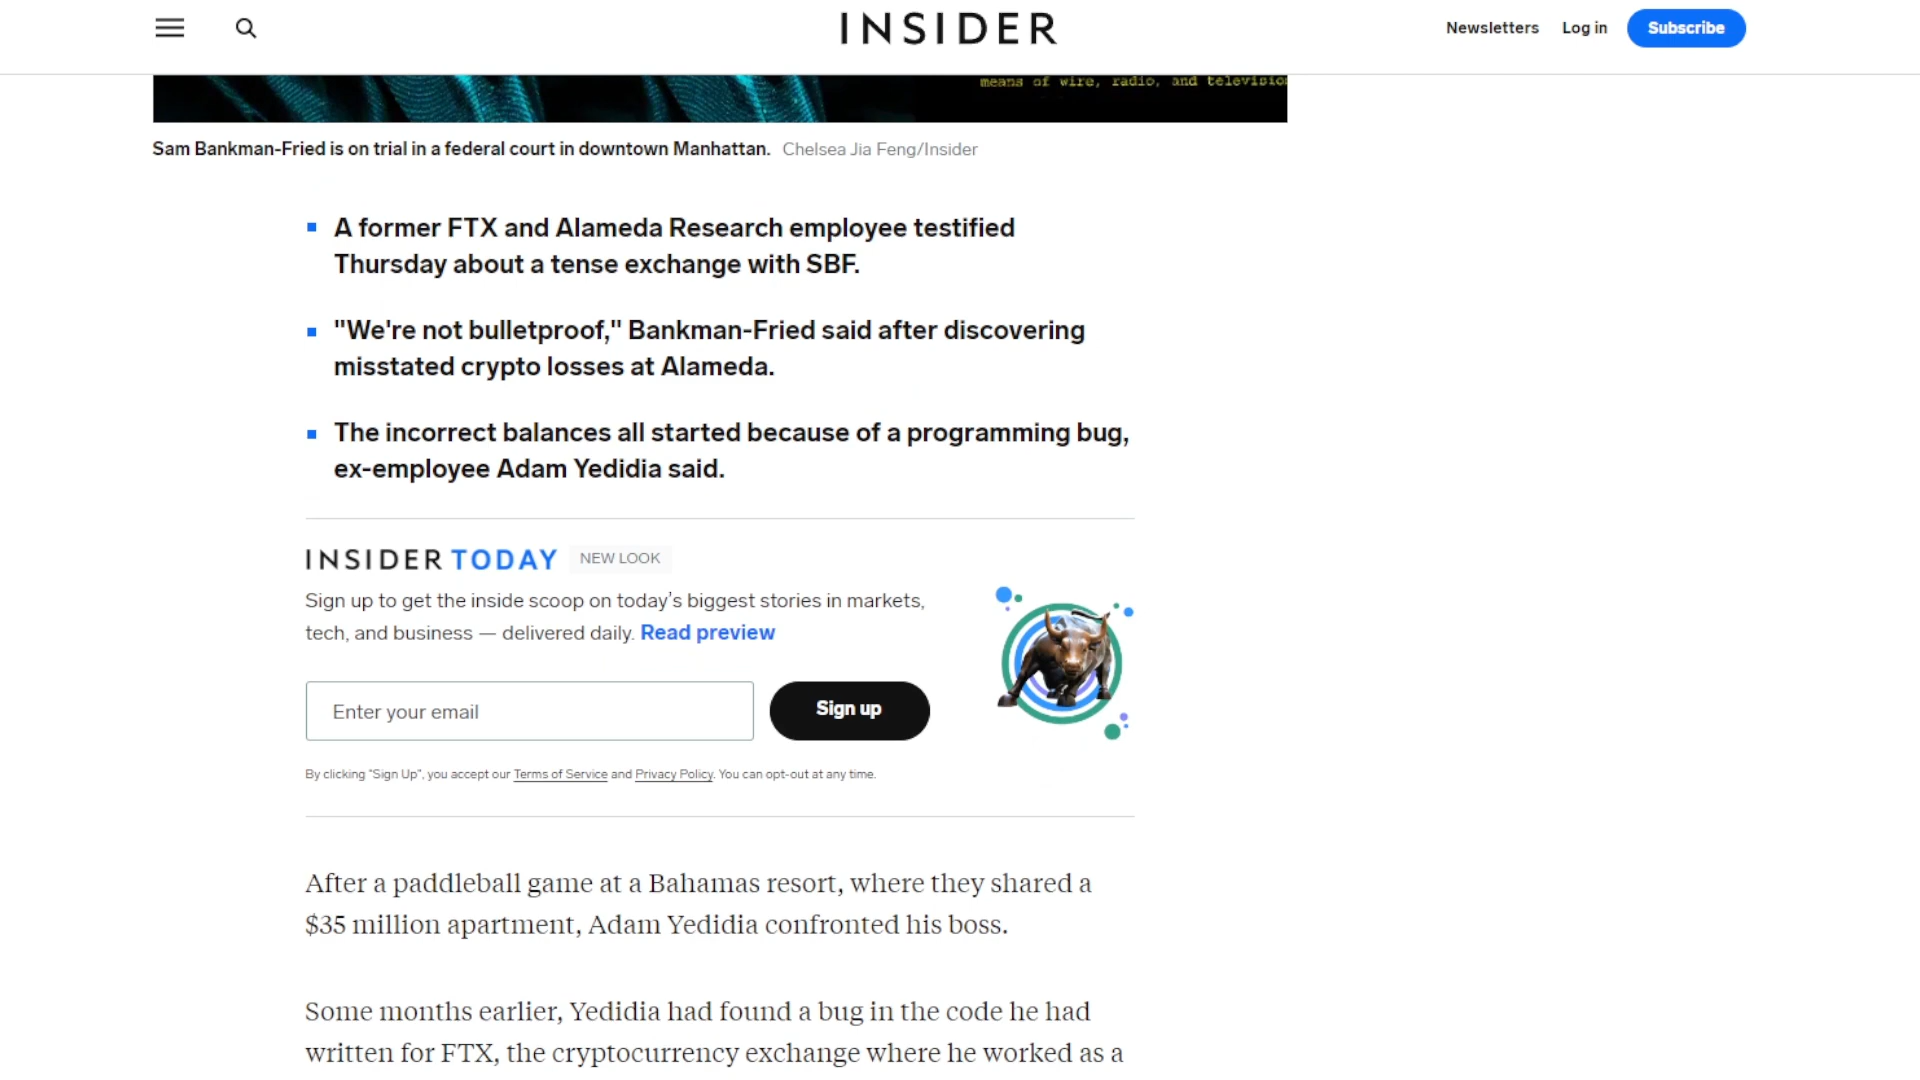 INSIDER
Newsletters Log in Subscribe
means of wire, radio, and televisio
Sam Bankman-Fried is on trial in a federal court in downtown Manhattan. Chelsea Jia Feng/Insider
A former FTX and Alameda Research employee testified
Thursday about a tense exchange with SBF.
"We're not bulletproof," Bankman-Fried said after discovering
misstated crypto losses at Alameda.
The incorrect balances all started because of a programming bug,
ex-employee Adam Yedidia said.
INSIDER TODAY NEW LOOK
Sign up to get the inside scoop on today’s biggest stories in markets,
tech, and business — delivered daily. Read preview
Enter your email
Sign up
By clicking “Sign Up”, you accept our Terms of Service and Privacy Policy. You can opt-out at any time.
After a paddleball game at a Bahamas resort, where they shared a
$35 million apartment, Adam Yedidia confronted his boss.
Some months earlier, Yedidia had found a bug in the code he had
written for FTX, the cryptocurrency exchange where he worked as a